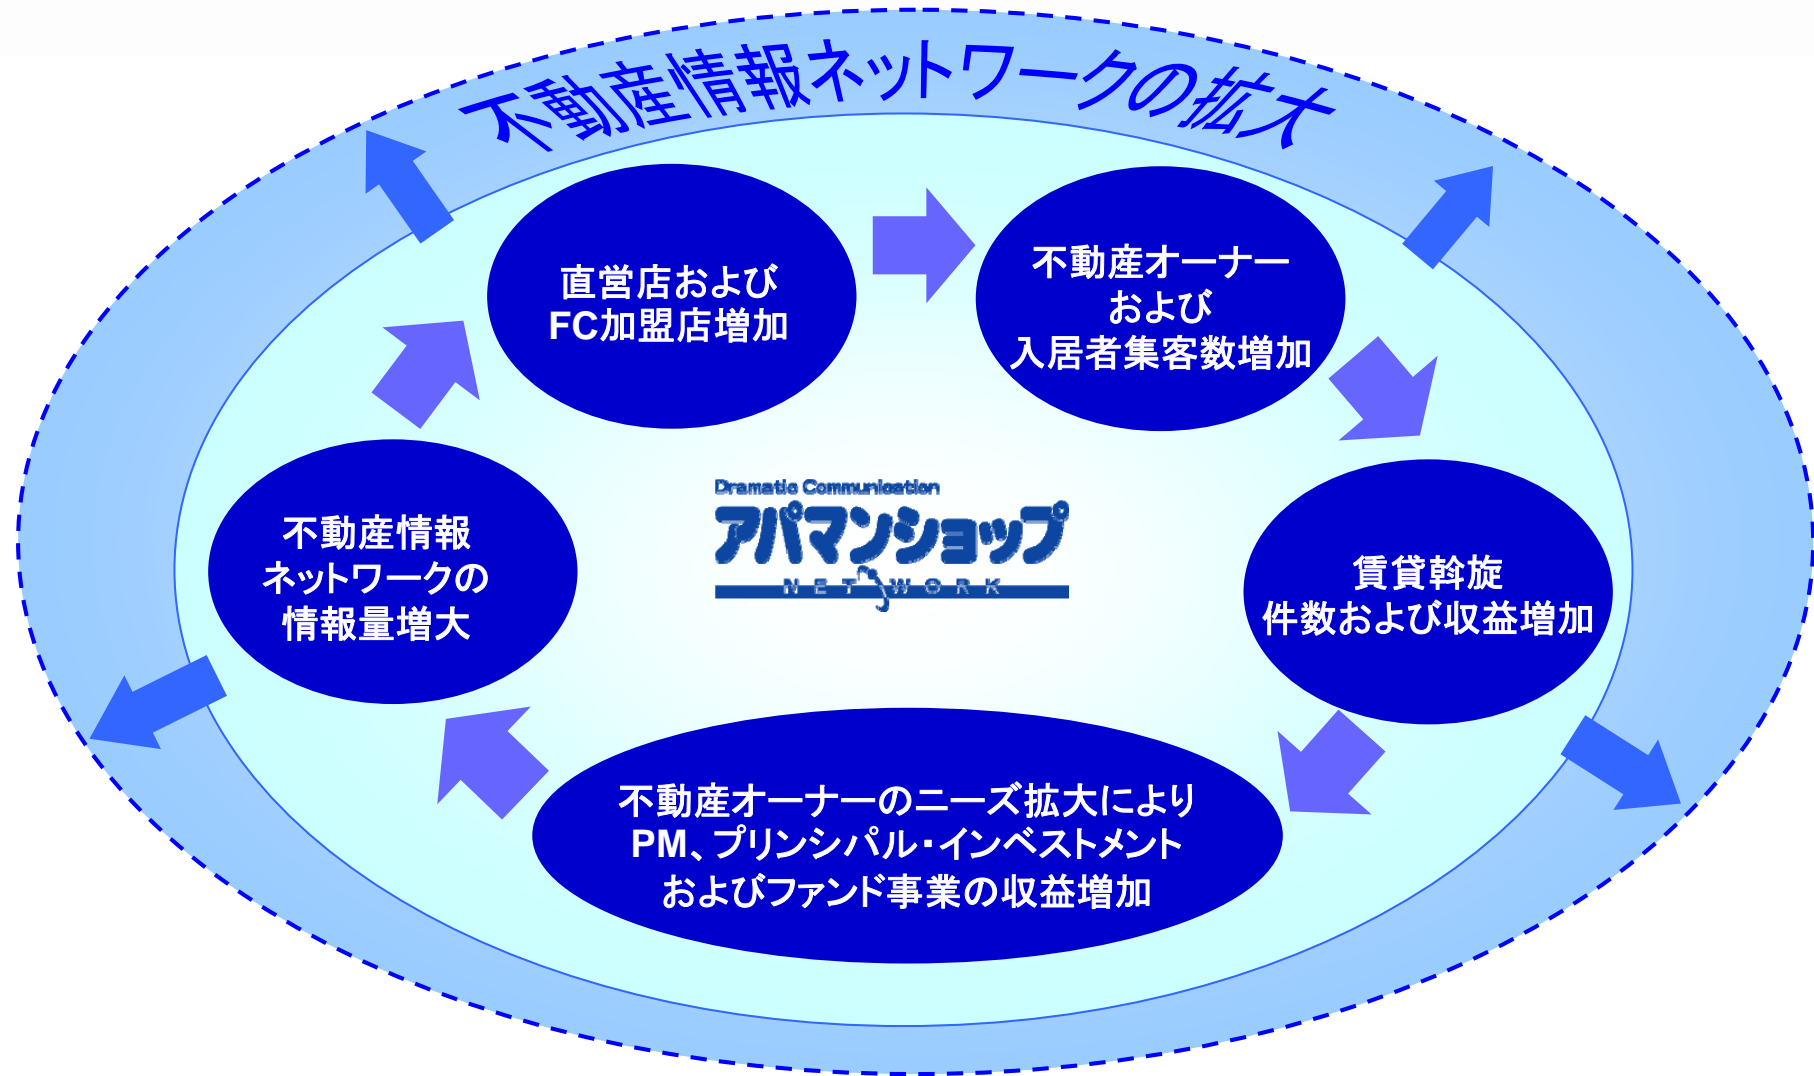 不動産情報ネットワークの拡大
直営店および
FC加盟店増加
不動産オーナー
および
入居者集客数増加
賃貸斡旋
件数および収益増加
不動産オーナーのニーズ拡大により
PM、プリンシパル・インベストメント
およびファンド事業の収益増加
不動産情報
ネットワークの
情報量増大
Dramatic Communication
アパマンショップ
NETWORK